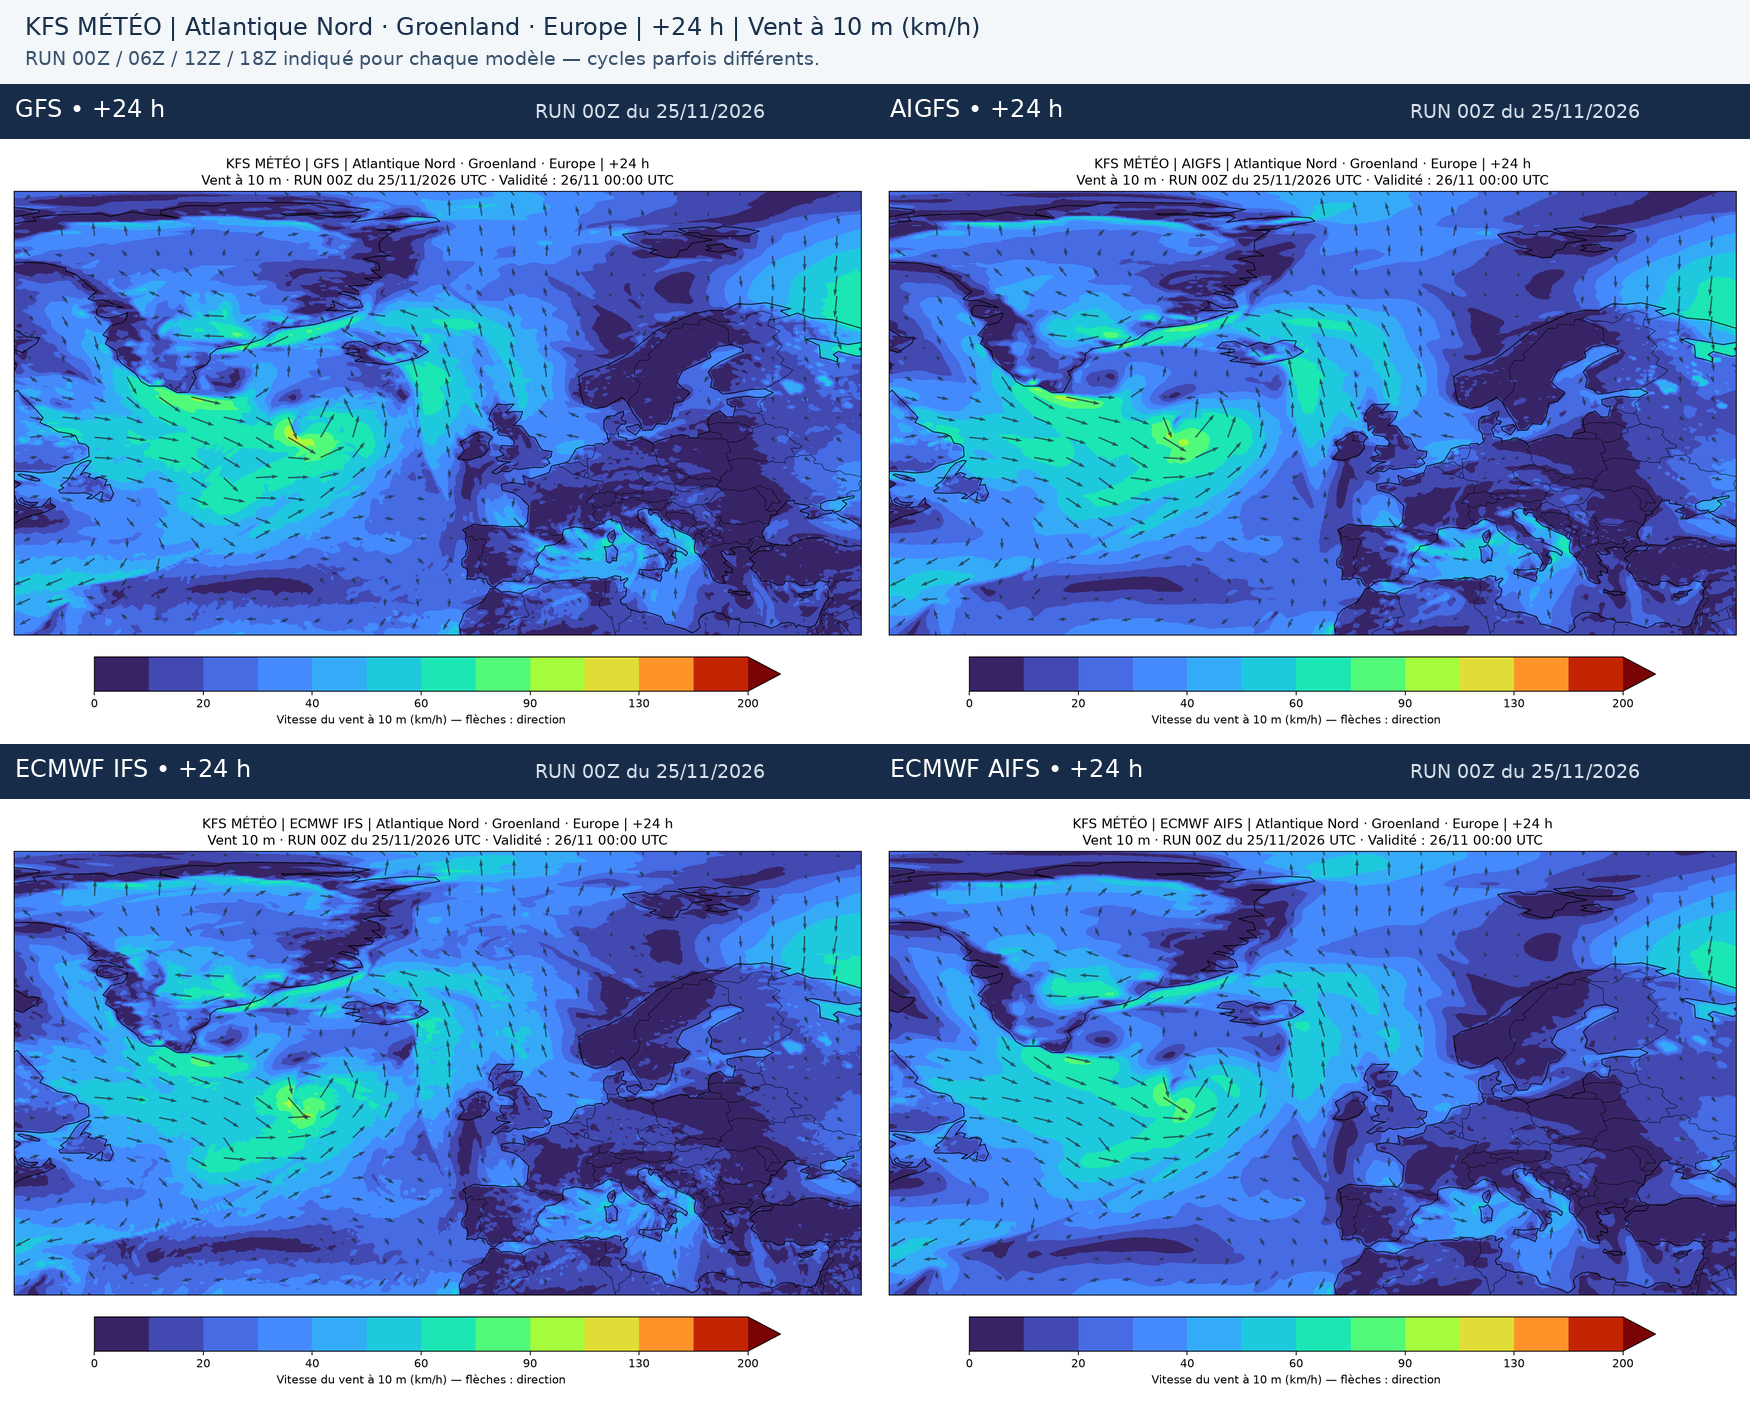 KFS MÉTÉO | Atlantique Nord · Groenland · Europe | +24 h | Vent à 10 m (km/h)
RUN 00Z / 06Z / 12Z / 18Z indiqué pour chaque modèle — cycles parfois différents.
GFS • +24 h
RUN 00Z du 25/11/2026
KFS MÉTÉO | GFS | Atlantique Nord · Groenland · Europe | +24 h
Vent à 10 m · RUN 00Z du 25/11/2026 UTC · Validité : 26/11 00:00 UTC
0 20 40 60 90 130 200
Vitesse du vent à 10 m (km/h) — flèches : direction
AIGFS • +24 h
RUN 00Z du 25/11/2026
KFS MÉTÉO | AIGFS | Atlantique Nord · Groenland · Europe | +24 h
Vent à 10 m · RUN 00Z du 25/11/2026 UTC · Validité : 26/11 00:00 UTC
0 20 40 60 90 130 200
Vitesse du vent à 10 m (km/h) — flèches : direction
ECMWF IFS • +24 h
RUN 00Z du 25/11/2026
KFS MÉTÉO | ECMWF IFS | Atlantique Nord · Groenland · Europe | +24 h
Vent 10 m · RUN 00Z du 25/11/2026 UTC · Validité : 26/11 00:00 UTC
0 20 40 60 90 130 200
Vitesse du vent à 10 m (km/h) — flèches : direction
ECMWF AIFS • +24 h
RUN 00Z du 25/11/2026
KFS MÉTÉO | ECMWF AIFS | Atlantique Nord · Groenland · Europe | +24 h
Vent 10 m · RUN 00Z du 25/11/2026 UTC · Validité : 26/11 00:00 UTC
0 20 40 60 90 130 200
Vitesse du vent à 10 m (km/h) — flèches : direction